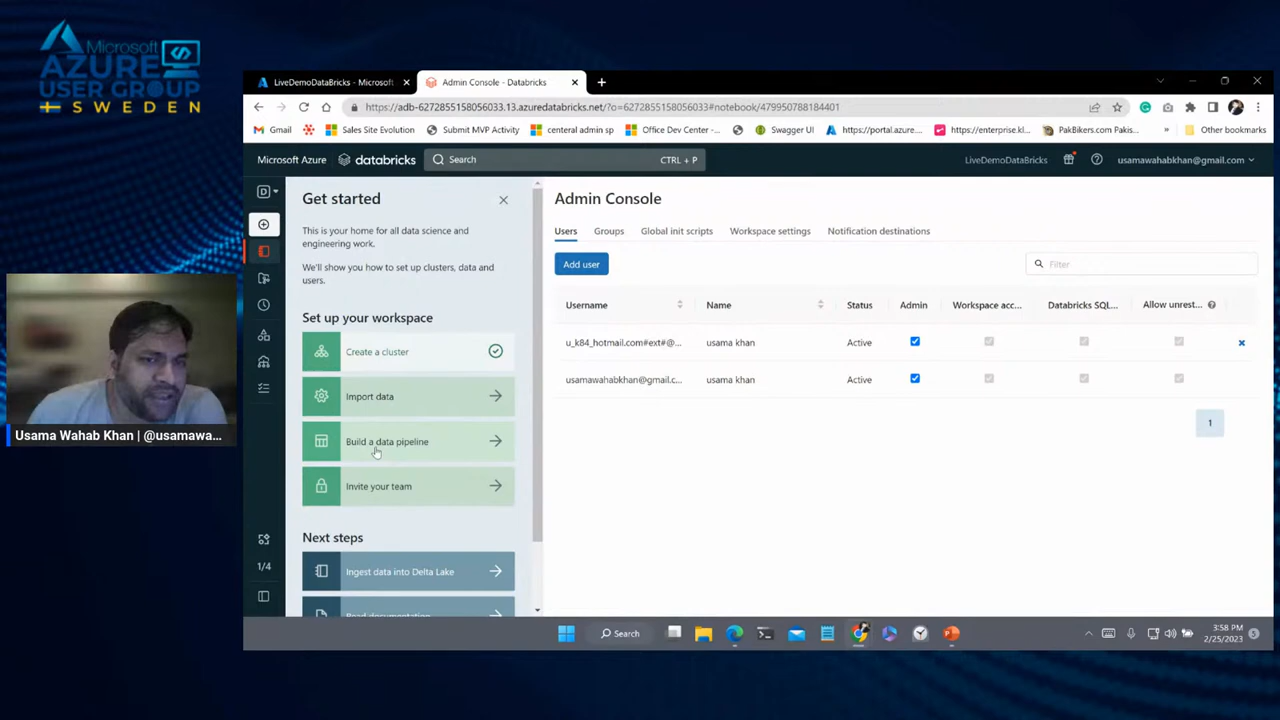 Microsoft
AZURE
USER GROUP
SWEDEN
LiveDemoDataBricks - Microsoft
Admin Console - Databricks
https://adb-6272855158056033.13.azuredatabricks.net/?o=6272855158056033#notebook/479950788184401
Gmail
Sales Site Evolution
Submit MVP Activity
centeral admin sp
Office Dev Center -...
Swagger UI
https://portal.azure...
https://enterprise.kl...
PakBikers.com Pakis...
»
Other bookmarks
Microsoft Azure
databricks
Search
CTRL + P
LiveDemoDataBricks
usamawahabkhan@gmail.com
D
Get started
This is your home for all data science and
engineering work.
We'll show you how to set up clusters, data and
users.
Set up your workspace
Create a cluster
Import data
Build a data pipeline
Invite your team
Next steps
Ingest data into Delta Lake
Read documentation
1/4
Admin Console
Users
Groups
Global init scripts
Workspace settings
Notification destinations
Add user
Filter
Username
Name
Status
Admin
Workspace acc...
Databricks SQL...
Allow unrest...
u_k84_hotmail.com#ext#@...
usama khan
Active
usamawahabkhan@gmail.c...
usama khan
Active
1
Usama Wahab Khan | @usamawa...
Search
3:58 PM
2/25/2023
5